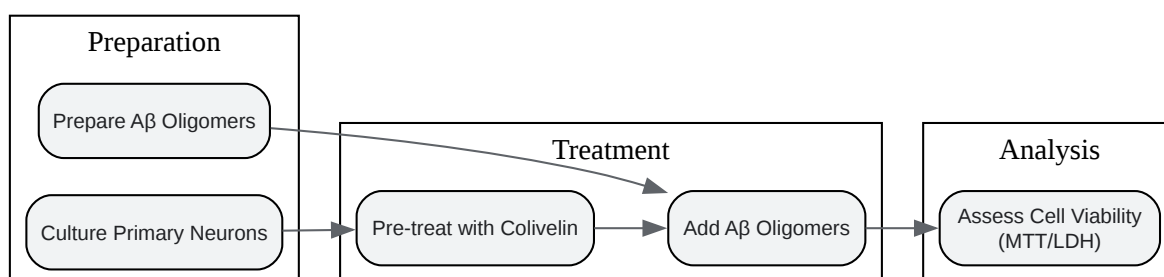 Preparation
Prepare Aβ Oligomers
Culture Primary Neurons
Treatment
Pre-treat with Colivelin
Add Aβ Oligomers
Analysis
Assess Cell Viability
(MTT/LDH)